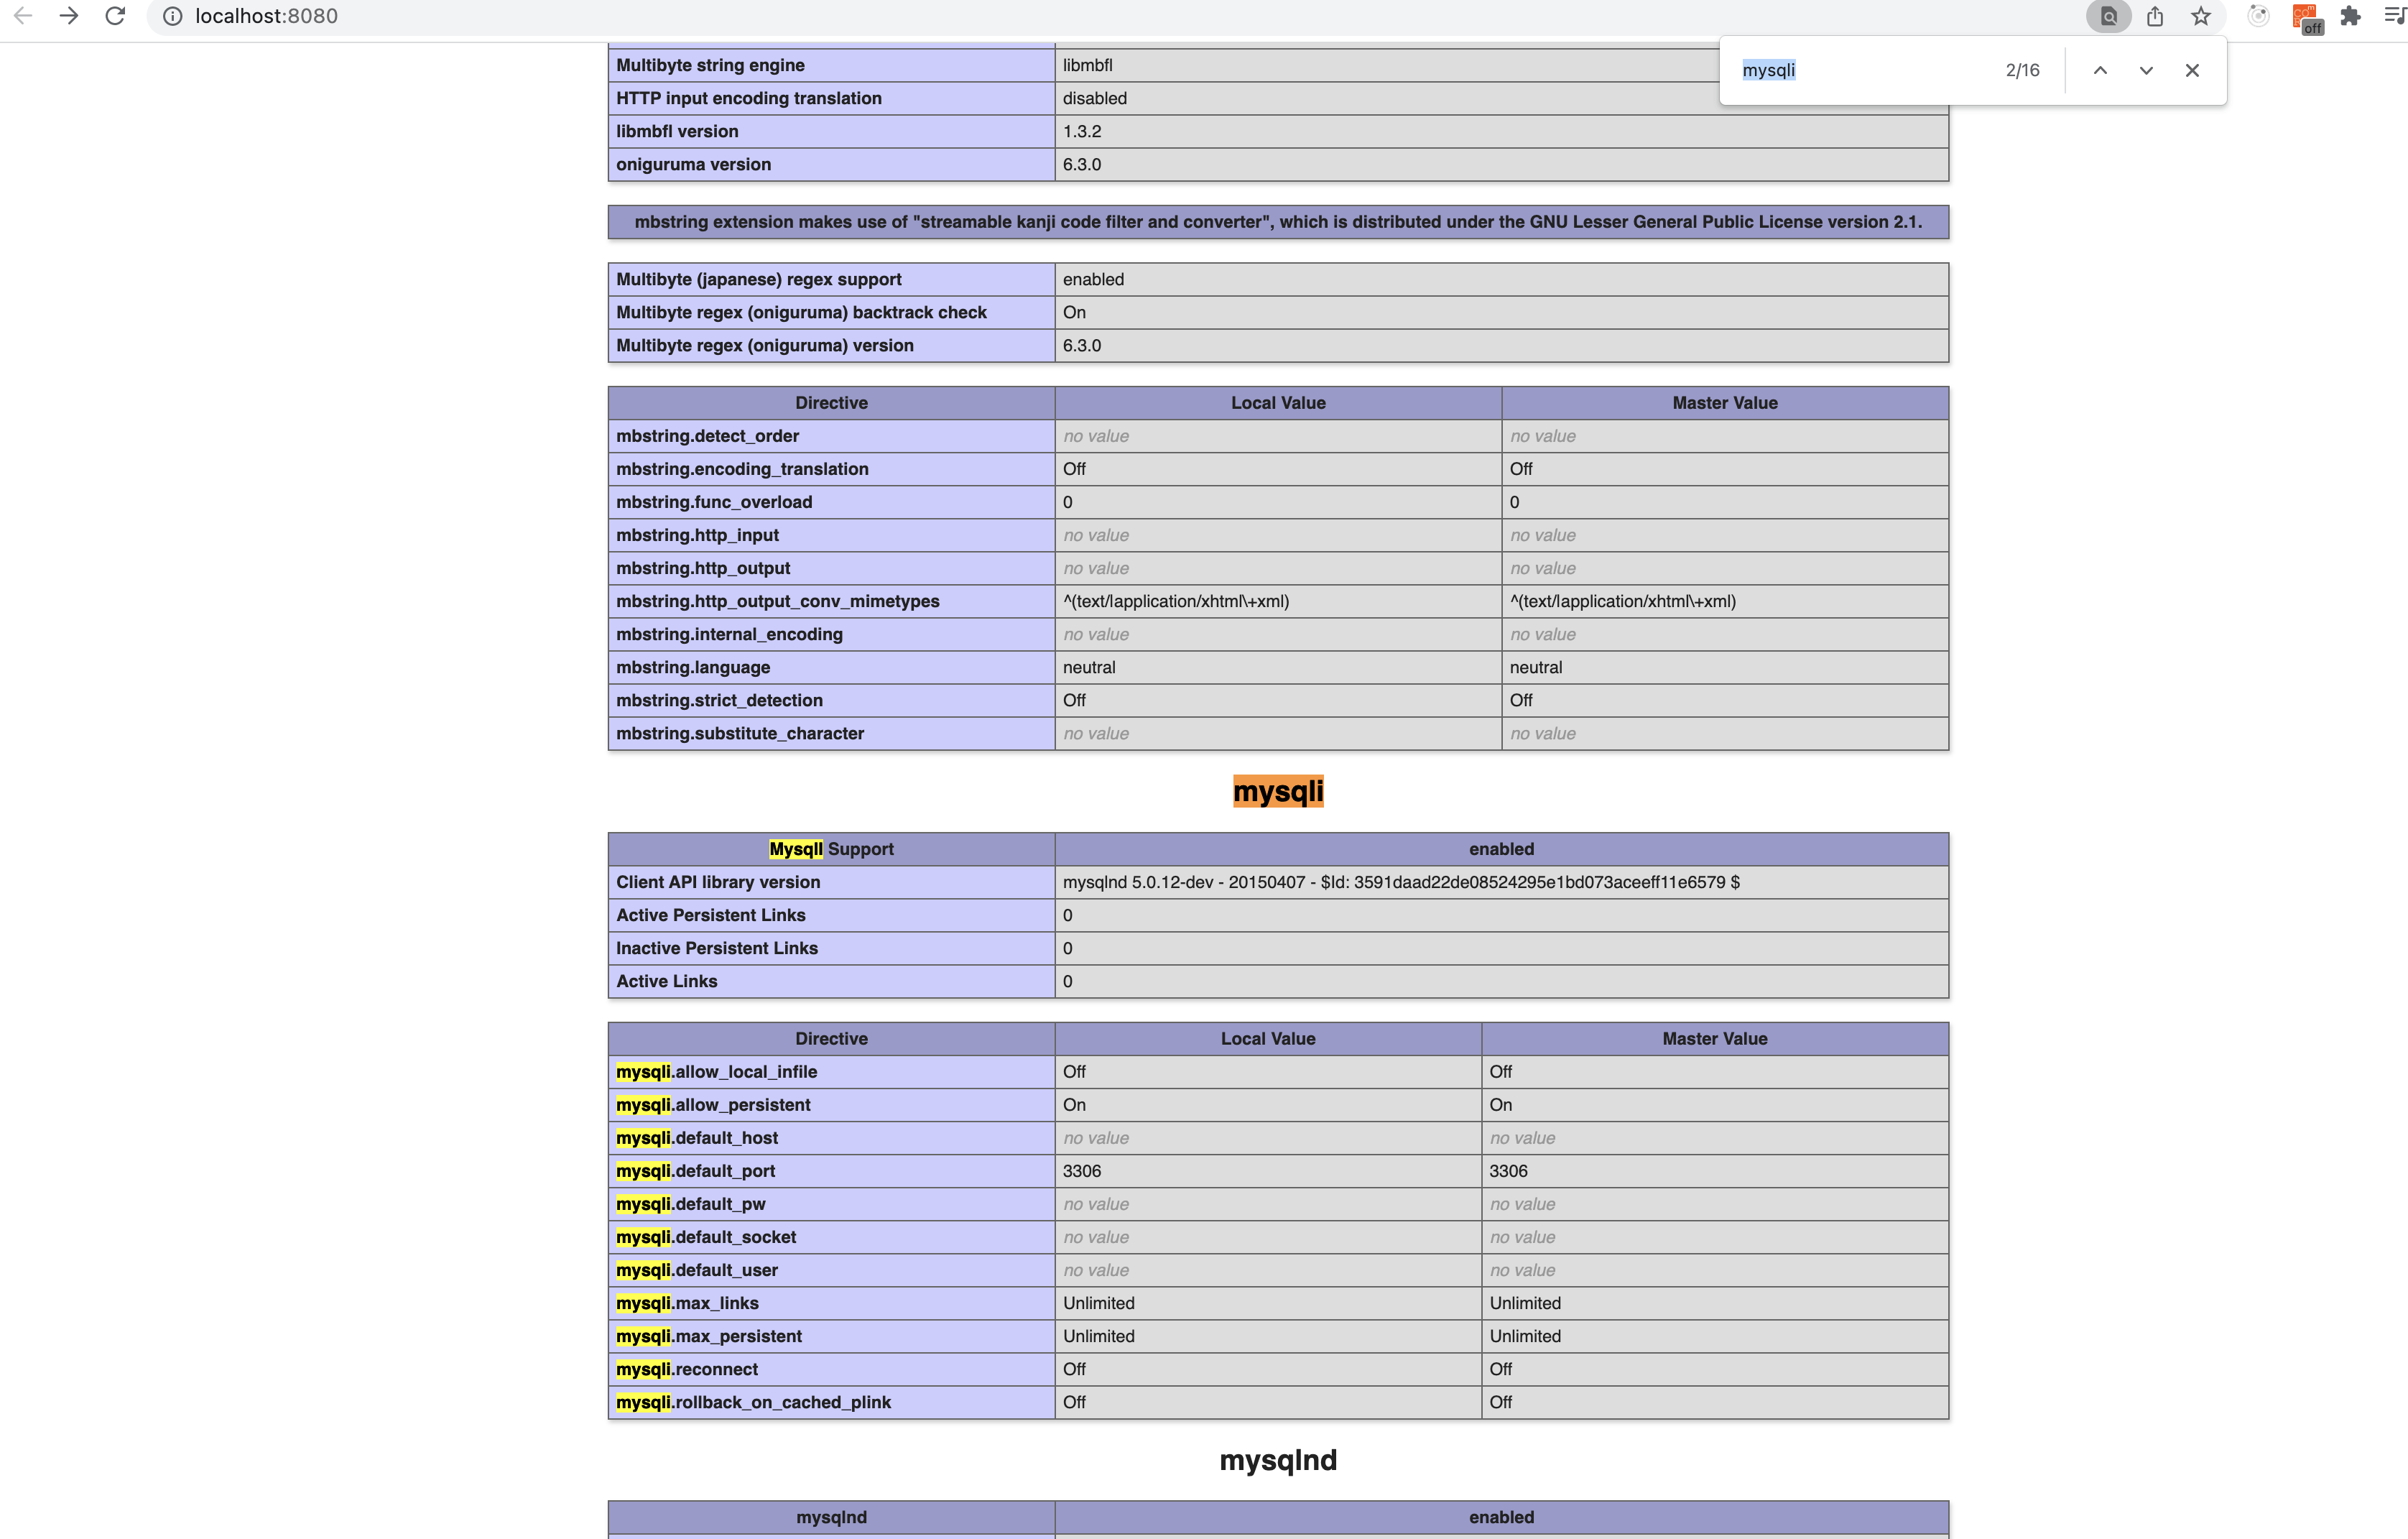 localhost:8080
off
mysqli 2/16
Multibyte string engine libmbfl
HTTP input encoding translation disabled
libmbfl version 1.3.2
oniguruma version 6.3.0
mbstring extension makes use of "streamable kanji code filter and converter", which is distributed under the GNU Lesser General Public License version 2.1.
Multibyte (japanese) regex support enabled
Multibyte regex (oniguruma) backtrack check On
Multibyte regex (oniguruma) version 6.3.0
Directive Local Value Master Value
mbstring.detect_order no value no value
mbstring.encoding_translation Off Off
mbstring.func_overload 0 0
mbstring.http_input no value no value
mbstring.http_output no value no value
mbstring.http_output_conv_mimetypes ^(text/|application/xhtml\+xml) ^(text/|application/xhtml\+xml)
mbstring.internal_encoding no value no value
mbstring.language neutral neutral
mbstring.strict_detection Off Off
mbstring.substitute_character no value no value
mysqli
MysqlI Support enabled
Client API library version mysqlnd 5.0.12-dev - 20150407 - $Id: 3591daad22de08524295e1bd073aceeff11e6579 $
Active Persistent Links 0
Inactive Persistent Links 0
Active Links 0
Directive Local Value Master Value
mysqli.allow_local_infile Off Off
mysqli.allow_persistent On On
mysqli.default_host no value no value
mysqli.default_port 3306 3306
mysqli.default_pw no value no value
mysqli.default_socket no value no value
mysqli.default_user no value no value
mysqli.max_links Unlimited Unlimited
mysqli.max_persistent Unlimited Unlimited
mysqli.reconnect Off Off
mysqli.rollback_on_cached_plink Off Off
mysqlnd
mysqlnd enabled